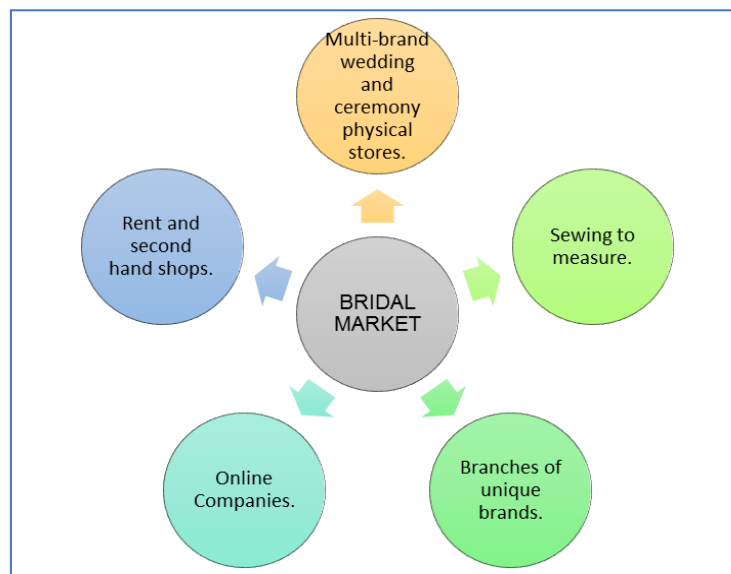 Multi-brand
wedding
and
ceremony
physical
stores.
Rent and
second
hand shops.
Sewing to
measure.
BRIDAL
MARKET
Online
Companies.
Branches of
unique
brands.